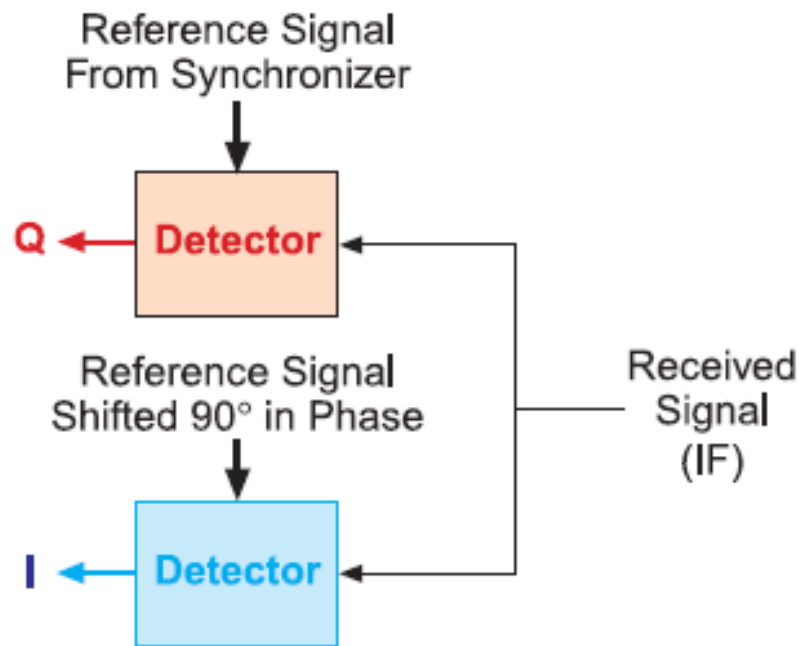 Reference Signal
From Synchronizer
Q
Detector
Reference Signal
Shifted 90° in Phase
Received
Signal
(IF)
I
Detector